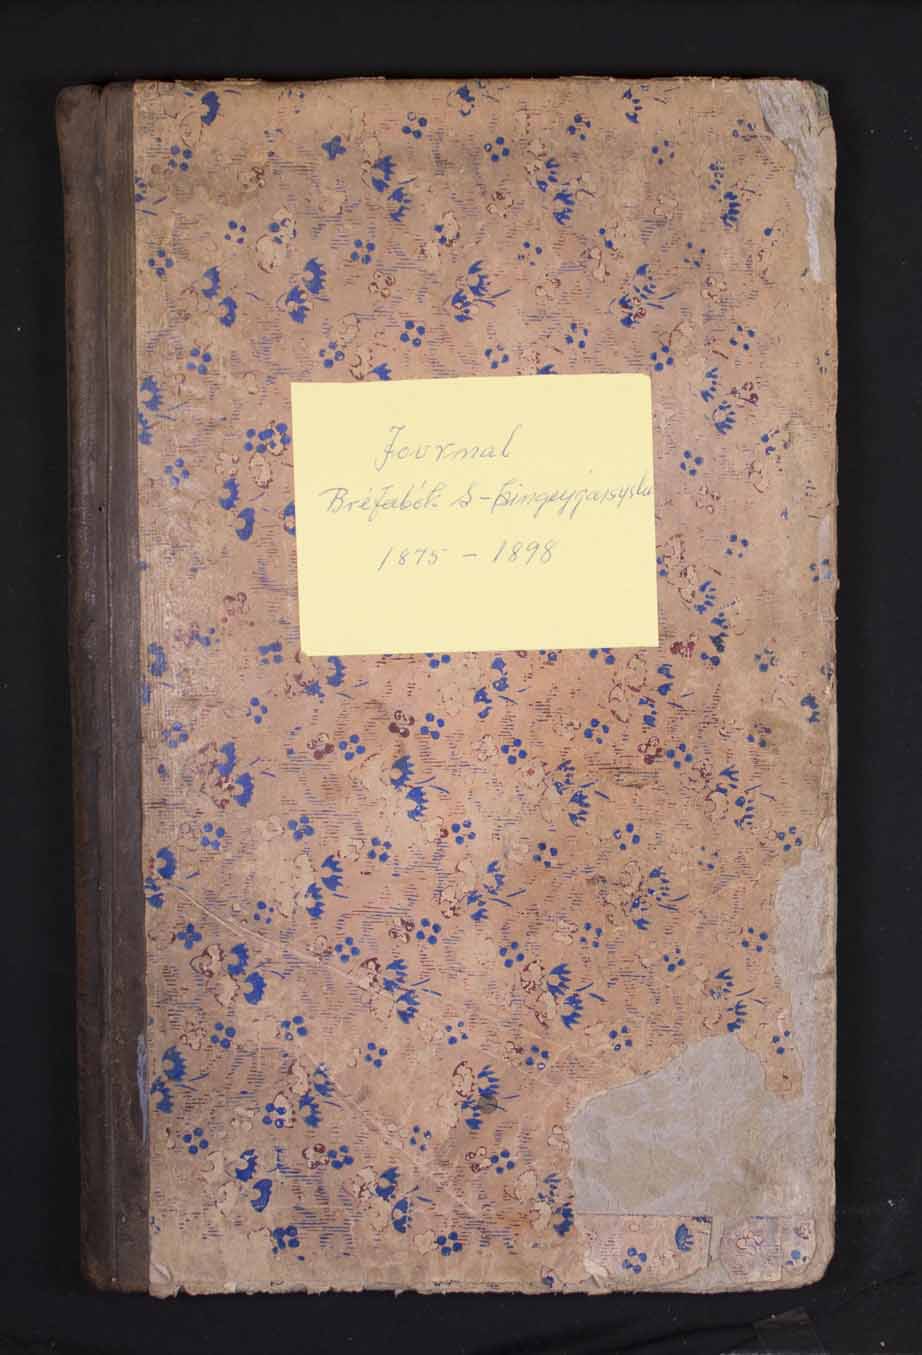 Journal
Bréfabók S-Þingeyjarsýslu
1875 - 1898